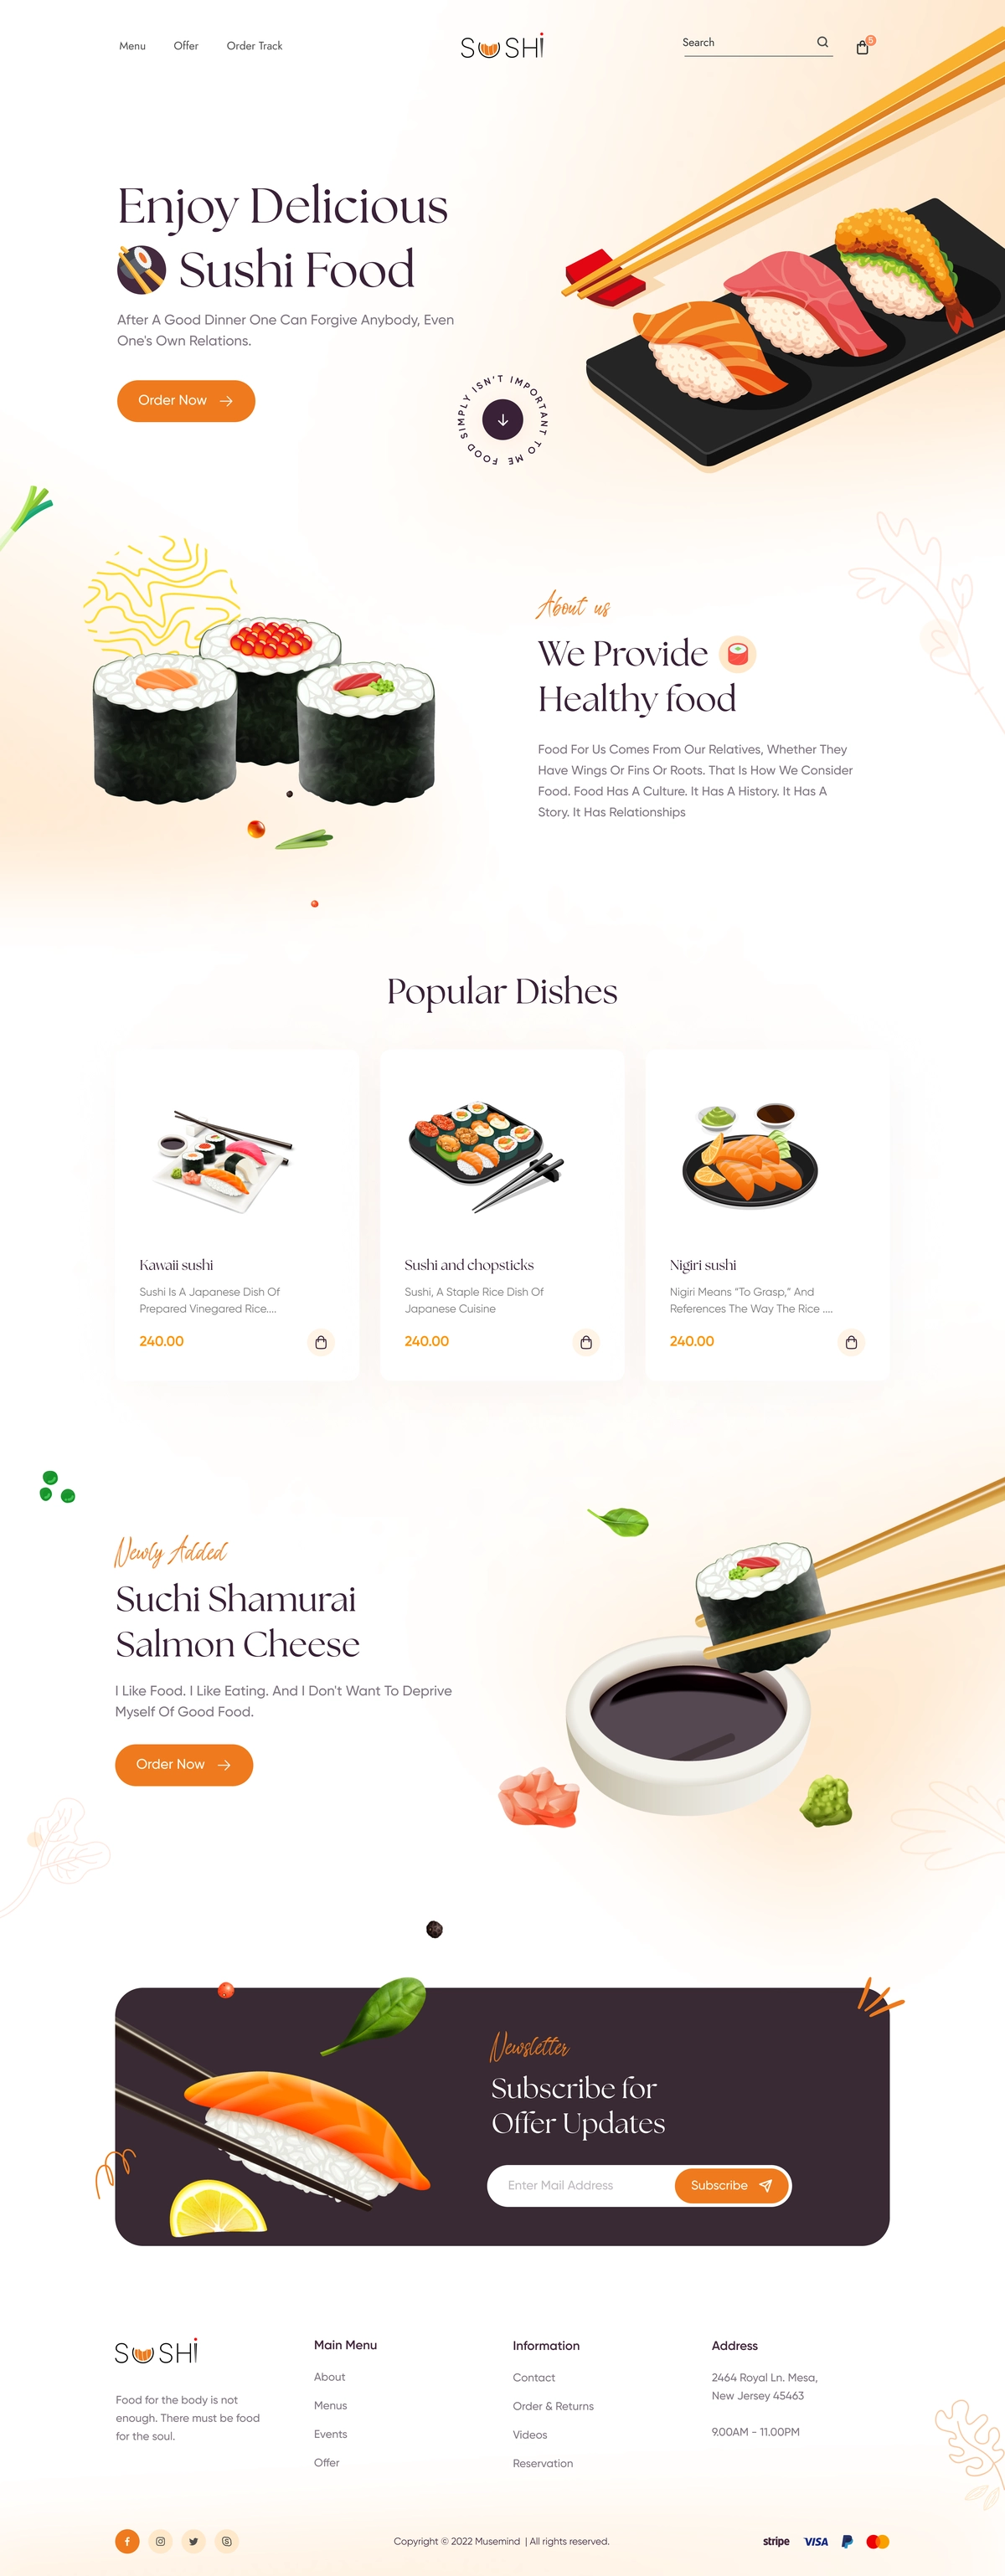 Menu Offer Order Track
SUSHi
Search
5
Enjoy Delicious
Sushi Food
After A Good Dinner One Can Forgive Anybody, Even
One's Own Relations.
Order Now
FOOD SIMPLY ISN'T IMPORTANT TO ME
About us
We Provide
Healthy food
Food For Us Comes From Our Relatives, Whether They
Have Wings Or Fins Or Roots. That Is How We Consider
Food. Food Has A Culture. It Has A History. It Has A
Story. It Has Relationships
Popular Dishes
Kawaii sushi
Sushi Is A Japanese Dish Of
Prepared Vinegared Rice....
240.00
Sushi and chopsticks
Sushi, A Staple Rice Dish Of
Japanese Cuisine
240.00
Nigiri sushi
Nigiri Means “To Grasp,” And
References The Way The Rice ....
240.00
Newly Added
Suchi Shamurai
Salmon Cheese
I Like Food. I Like Eating. And I Don't Want To Deprive
Myself Of Good Food.
Order Now
Newsletter
Subscribe for
Offer Updates
Enter Mail Address
Subscribe
SUSHi
Food for the body is not
enough. There must be food
for the soul.
Main Menu
About
Menus
Events
Offer
Information
Contact
Order & Returns
Videos
Reservation
Address
2464 Royal Ln. Mesa,
New Jersey 45463
9.00AM - 11.00PM
Copyright © 2022 Musemind | All rights reserved.
stripe VISA